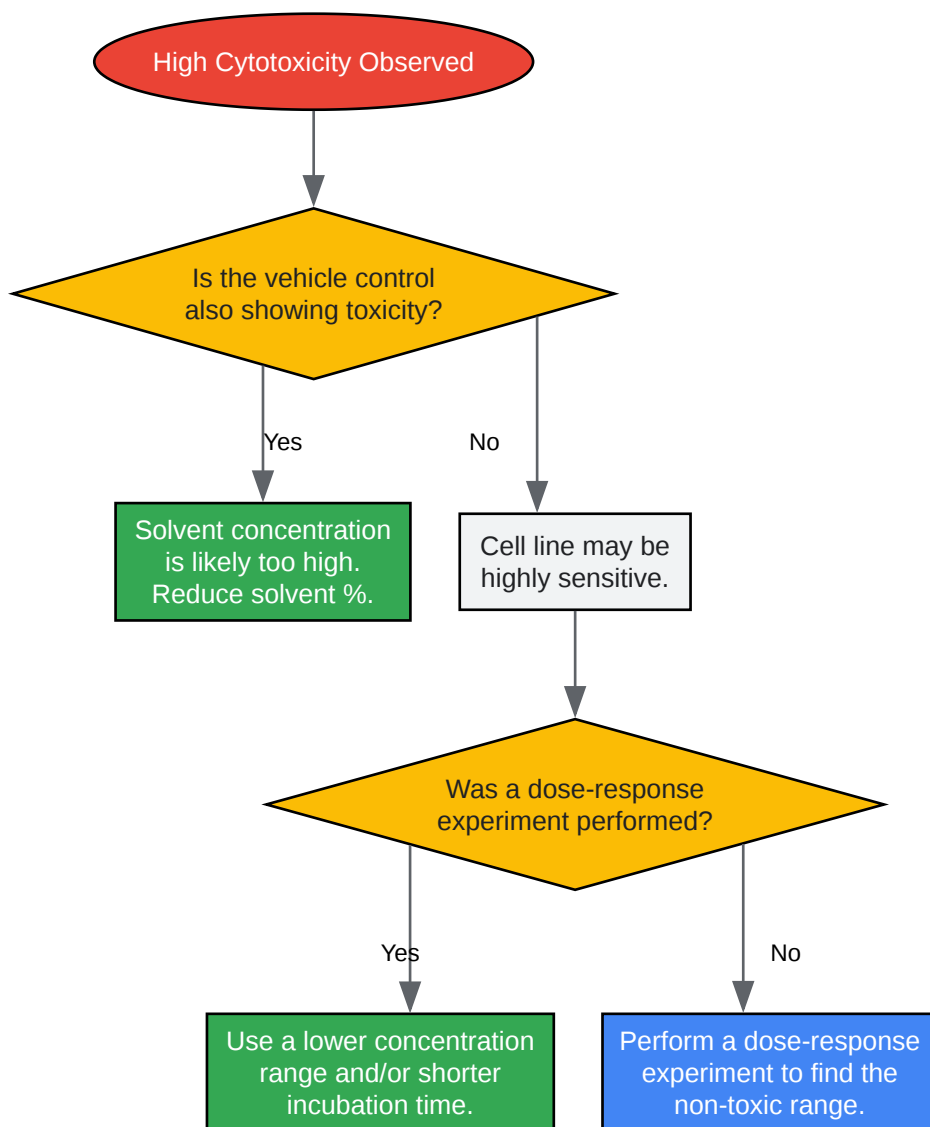 High Cytotoxicity Observed
Is the vehicle control
also showing toxicity?
Yes
No
Solvent concentration
is likely too high.
Reduce solvent %.
Cell line may be
highly sensitive.
Was a dose-response
experiment performed?
Yes
No
Use a lower concentration
range and/or shorter
incubation time.
Perform a dose-response
experiment to find the
non-toxic range.